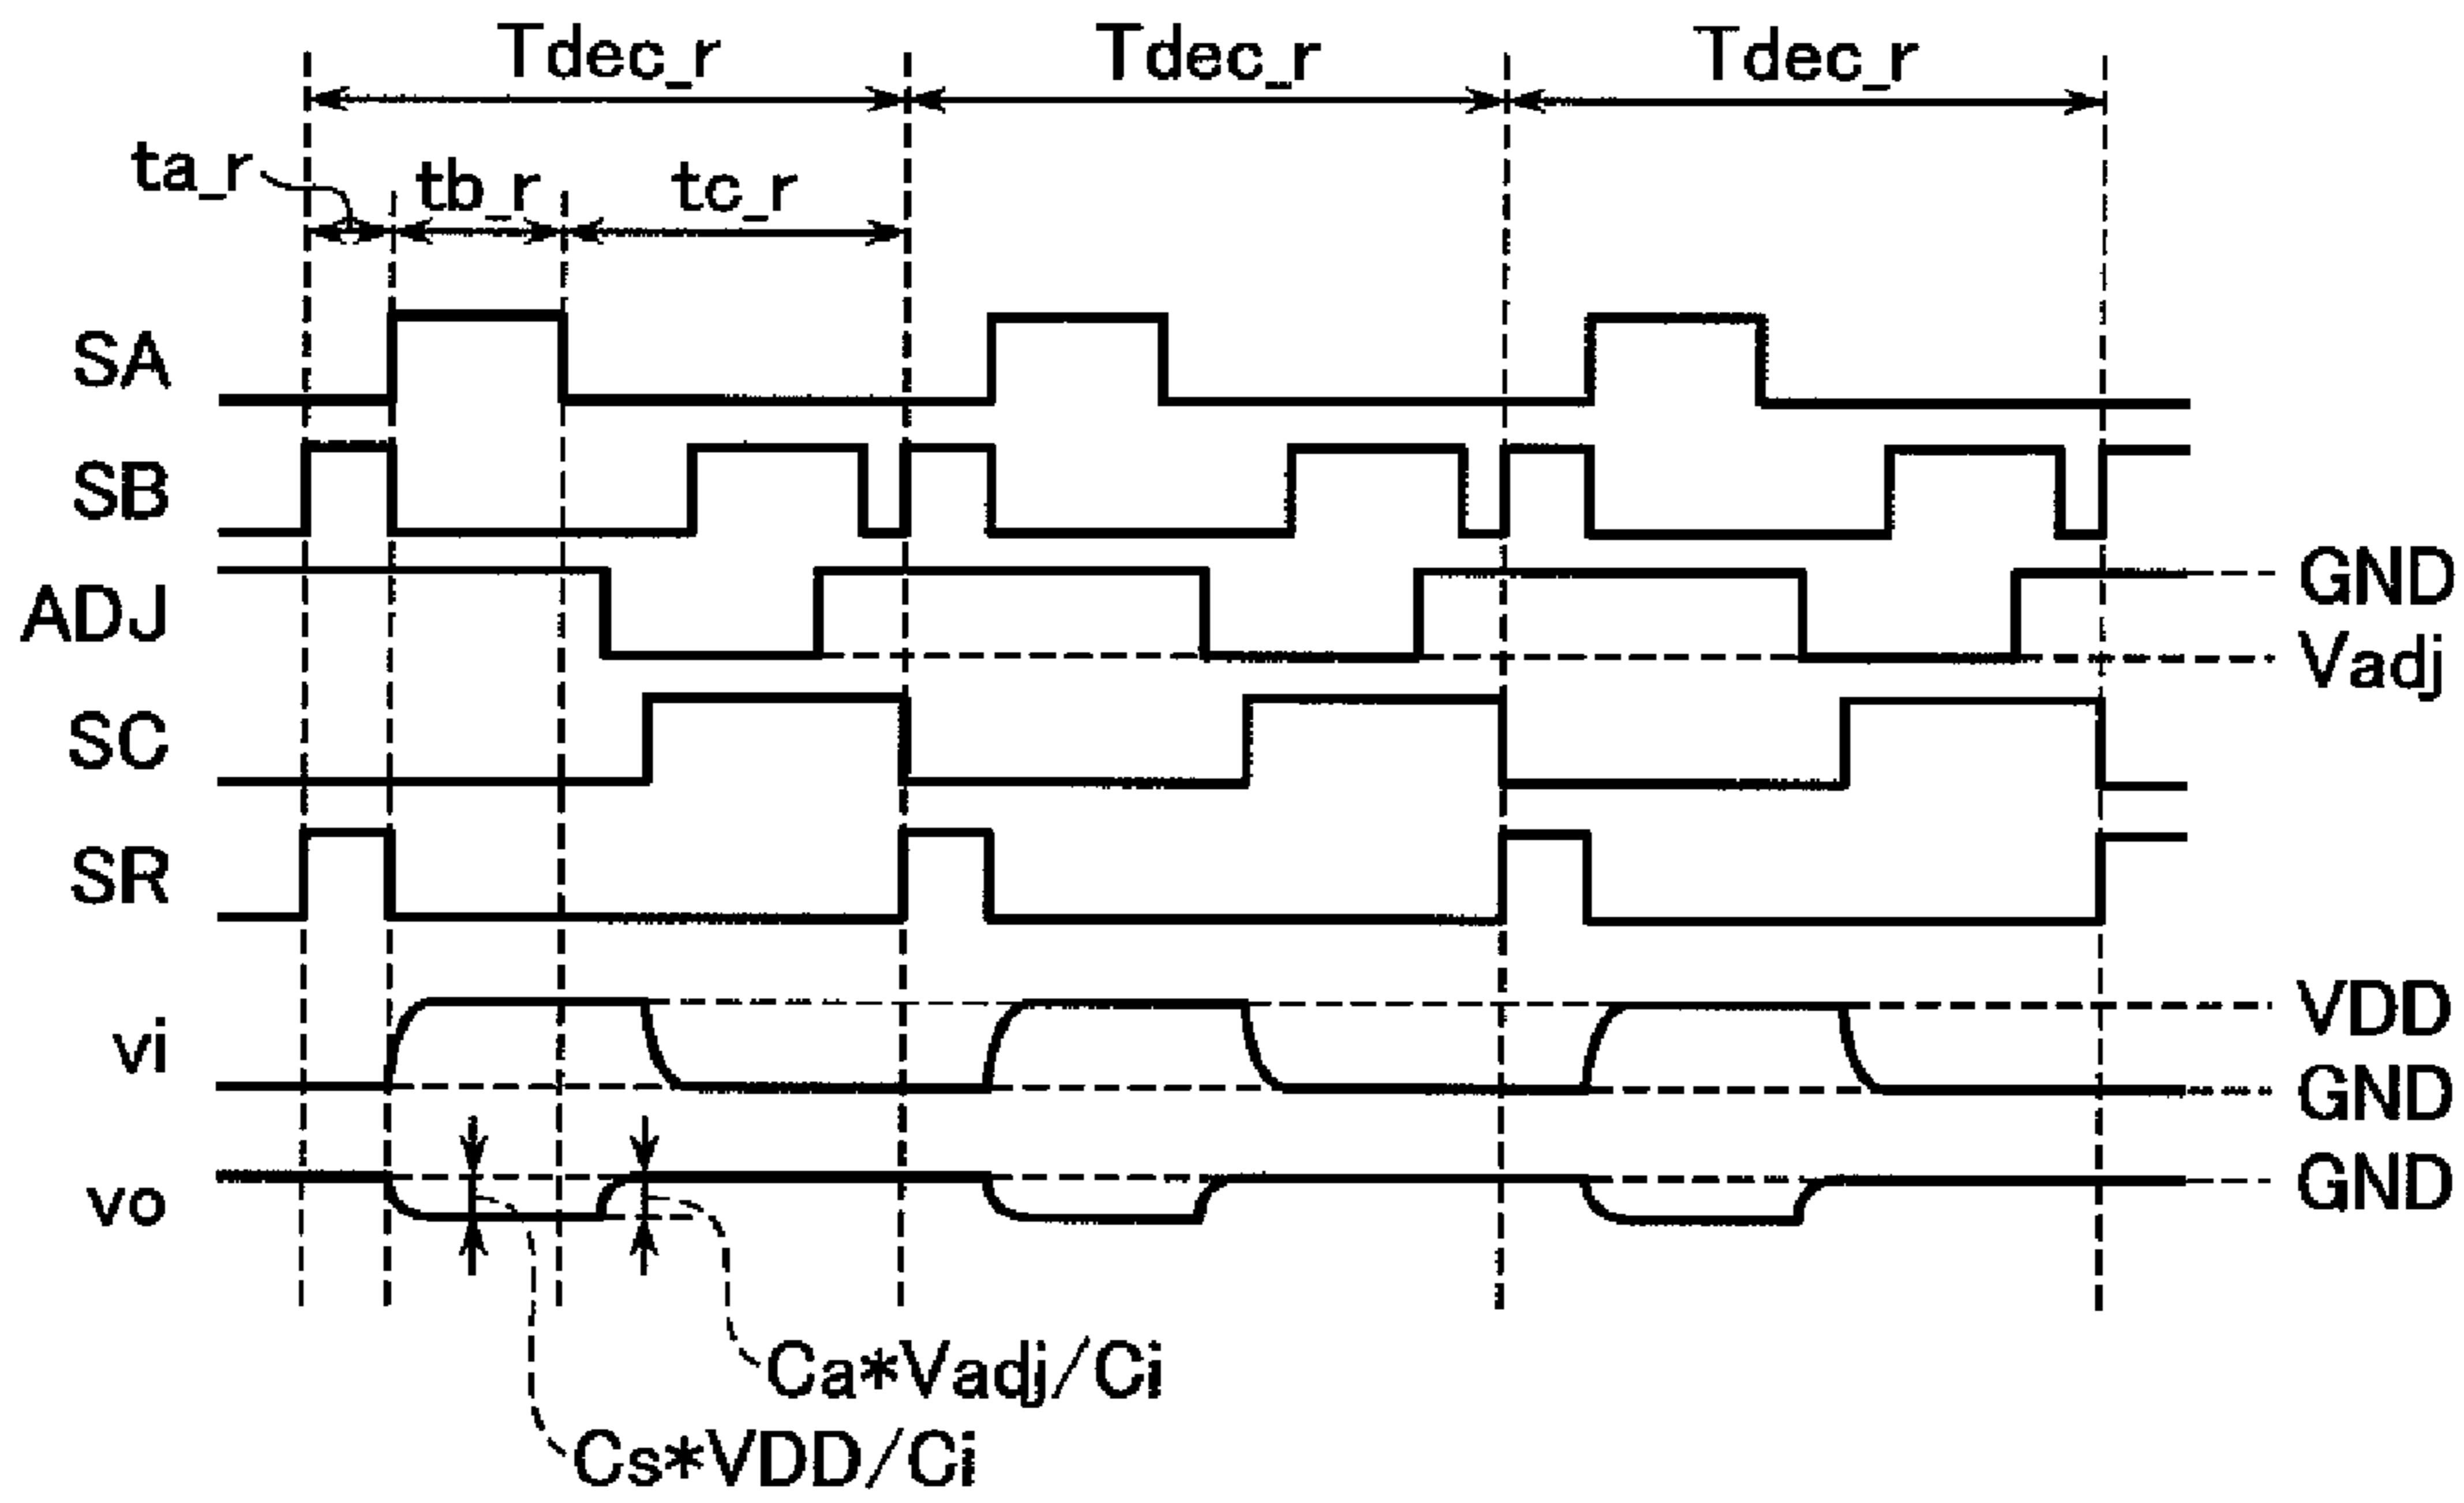 Tdec_r Tdec_r Tdec_r
ta_r tb_r tc_r
SA
SB
ADJ
GND
Vadj
SC
SR
vi
VDD
GND
vo
GND
Ca*Vadj/Ci
Cs*VDD/Ci